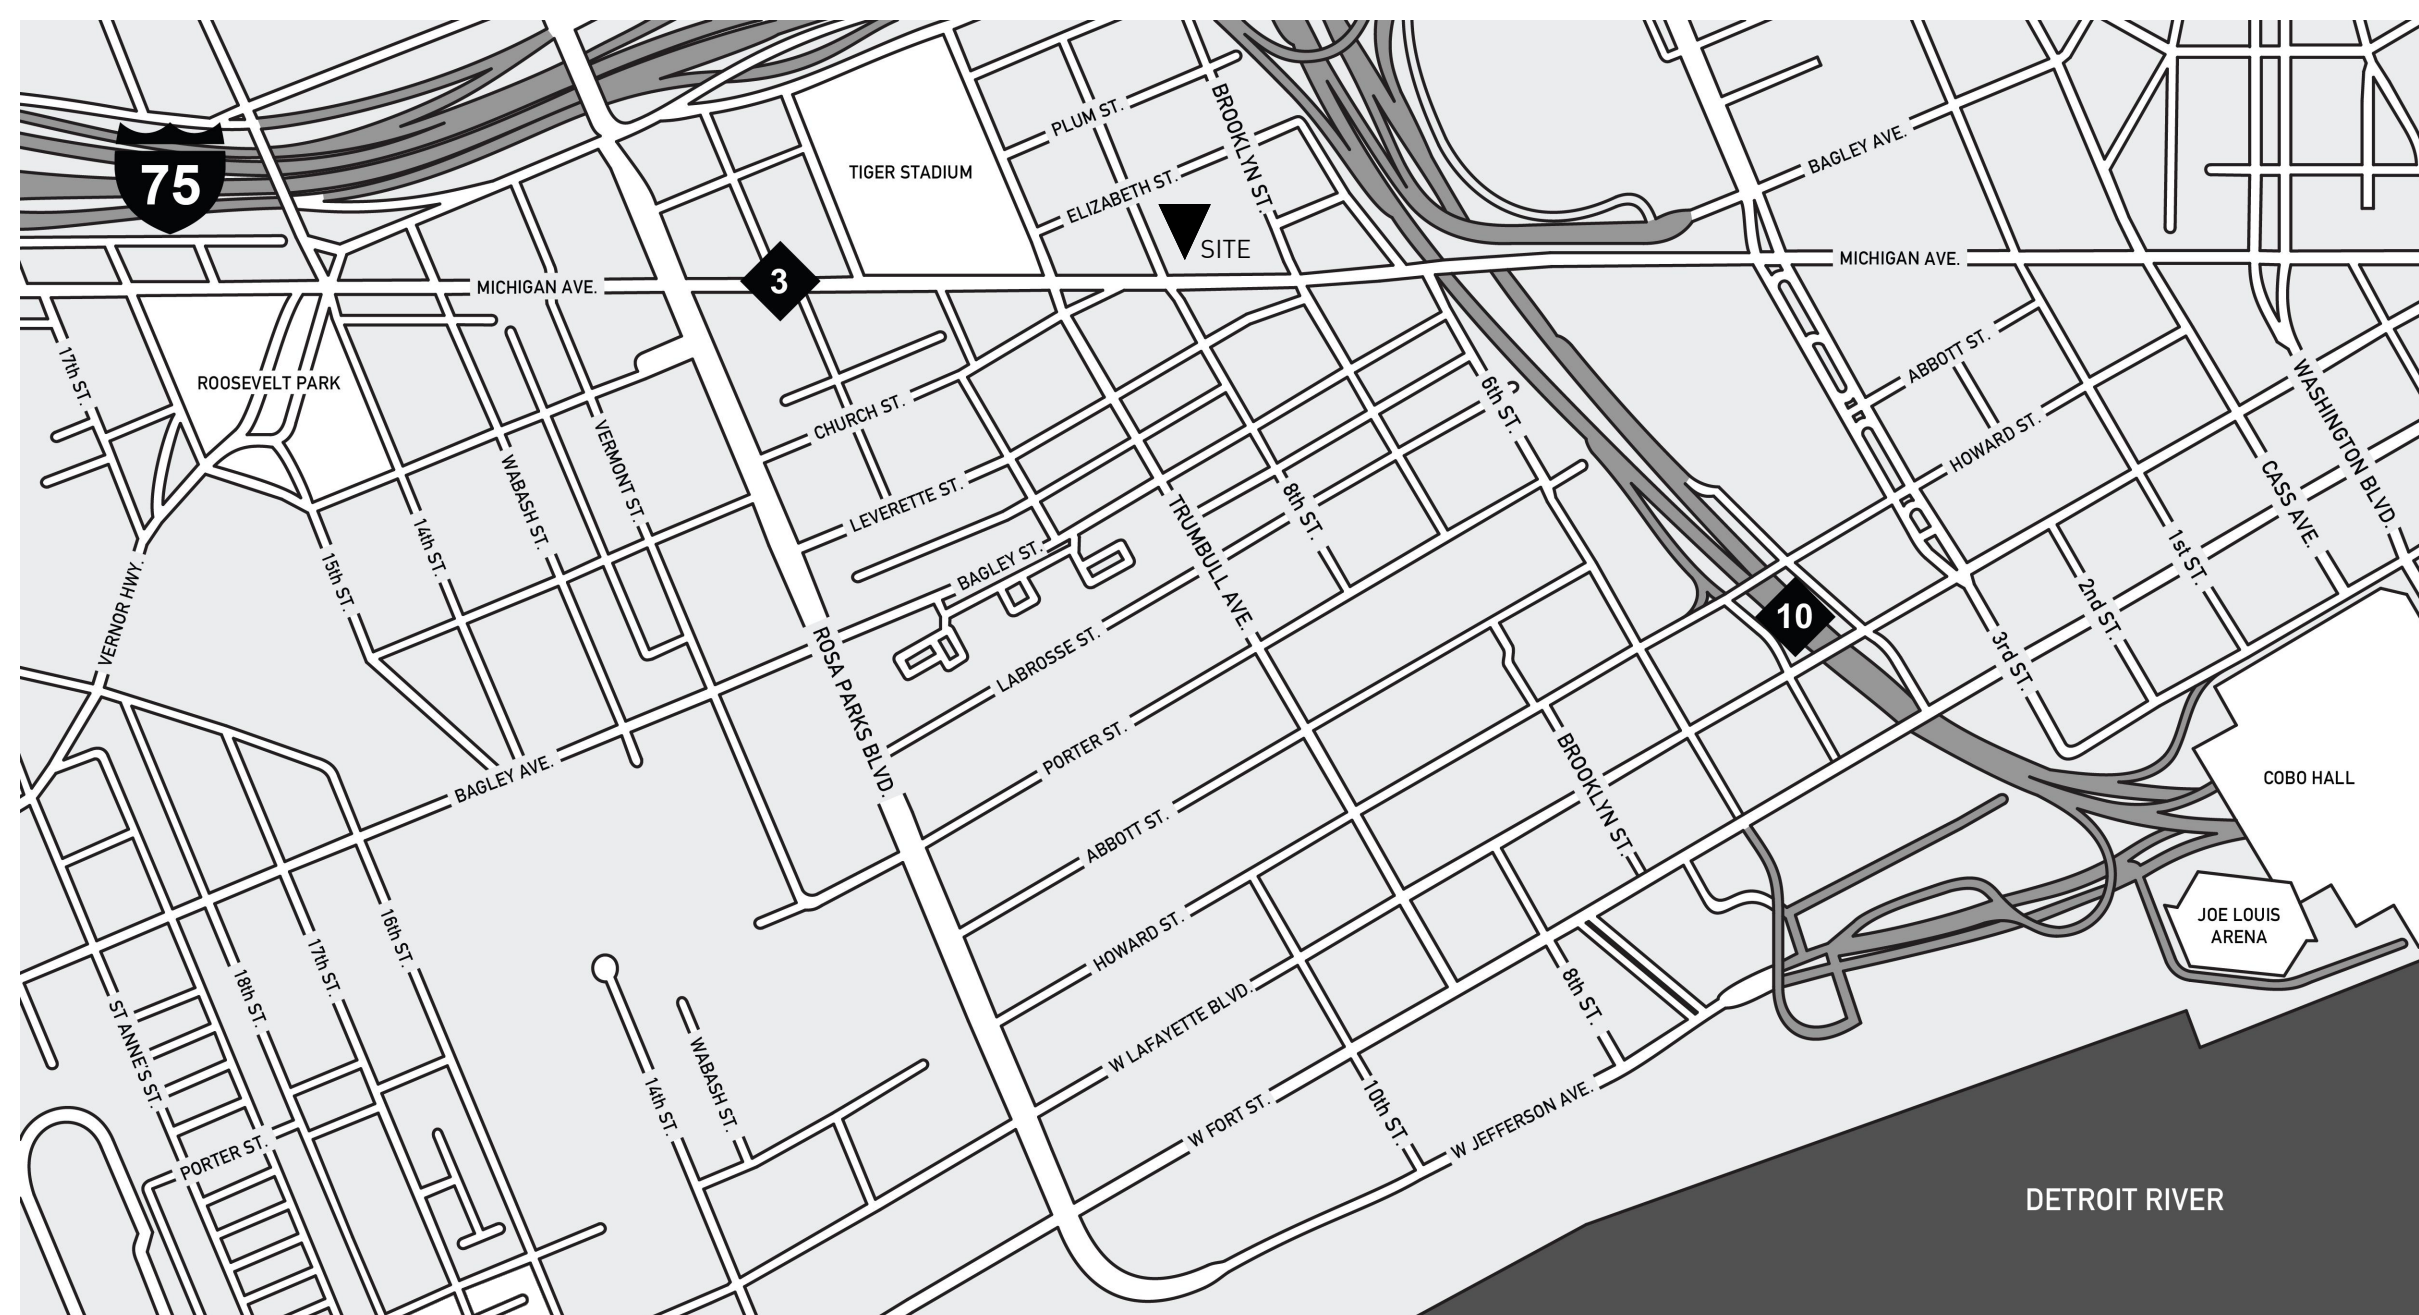 BROOKLYN ST.
PLUM ST.
BAGLEY AVE.
TIGER STADIUM
75
ELIZABETH ST.
SITE
MICHIGAN AVE.
MICHIGAN AVE.
3
17th ST.
ROOSEVELT PARK
ABBOTT ST.
WASHINGTON BLVD.
6th ST.
CHURCH ST.
VERMONT ST.
HOWARD ST.
WABASH ST.
LEVERETTE ST.
TRUMBULL AVE.
8th ST.
CASS AVE.
14th ST.
1st ST.
15th ST.
BAGLEY ST.
VERNOR HWY.
10
2nd ST.
ROSA PARKS BLVD.
LABROSSE ST.
3rd ST.
PORTER ST.
BROOKLYN ST.
BAGLEY AVE.
COBO HALL
ABBOTT ST.
16th ST.
JOE LOUIS
ARENA
HOWARD ST.
17th ST.
18th ST.
8th ST.
ST ANNE'S ST.
W LAFAYETTE BLVD.
WABASH ST.
14th ST.
10th ST.
W FORT ST.
W JEFFERSON AVE.
PORTER ST.
DETROIT RIVER